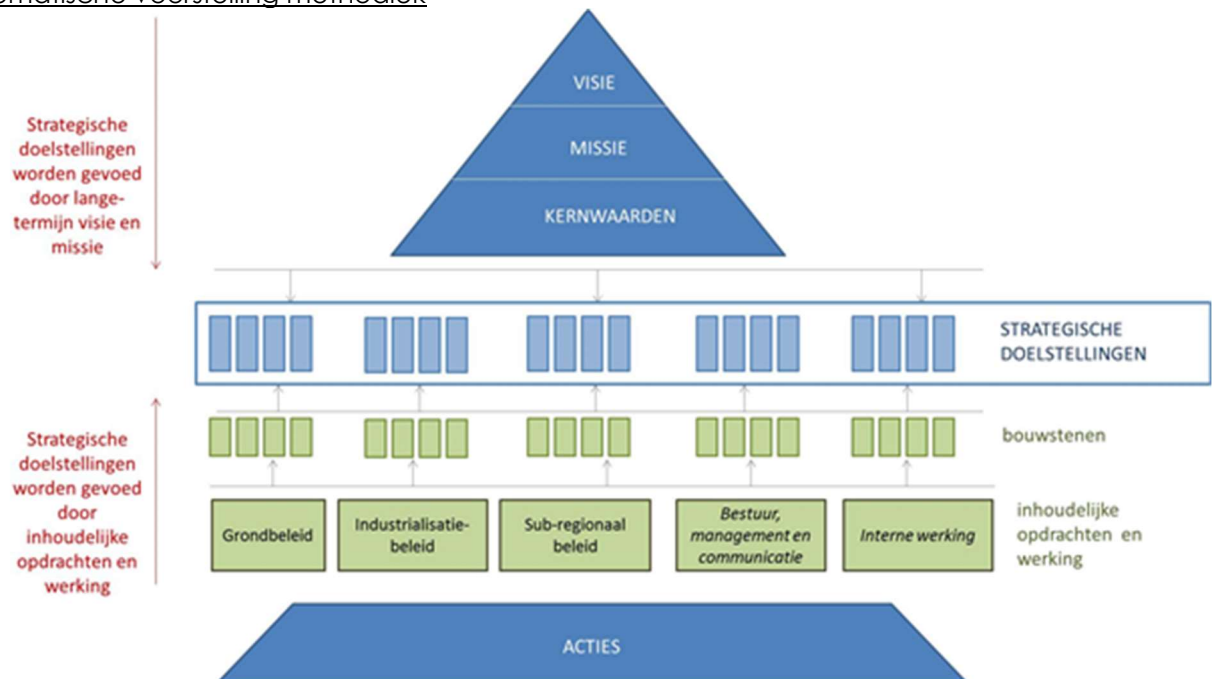 voorstelling methodiek
VISIE
MISSIE
KERNWAARDEN
Strategische
doelstellingen
worden gevoed
door lange-
termijn visie en
missie
STRATEGISCHE
DOELSTELLINGEN
bouwstenen
Strategische
doelstellingen
worden gevoed
door
inhoudelijke
opdrachten en
werking
Grondbeleid
Industrialisatie-
beleid
Sub-regionaal
beleid
Bestuur,
management en
communicatie
Interne werking
inhoudelijke
opdrachten en
werking
ACTIES